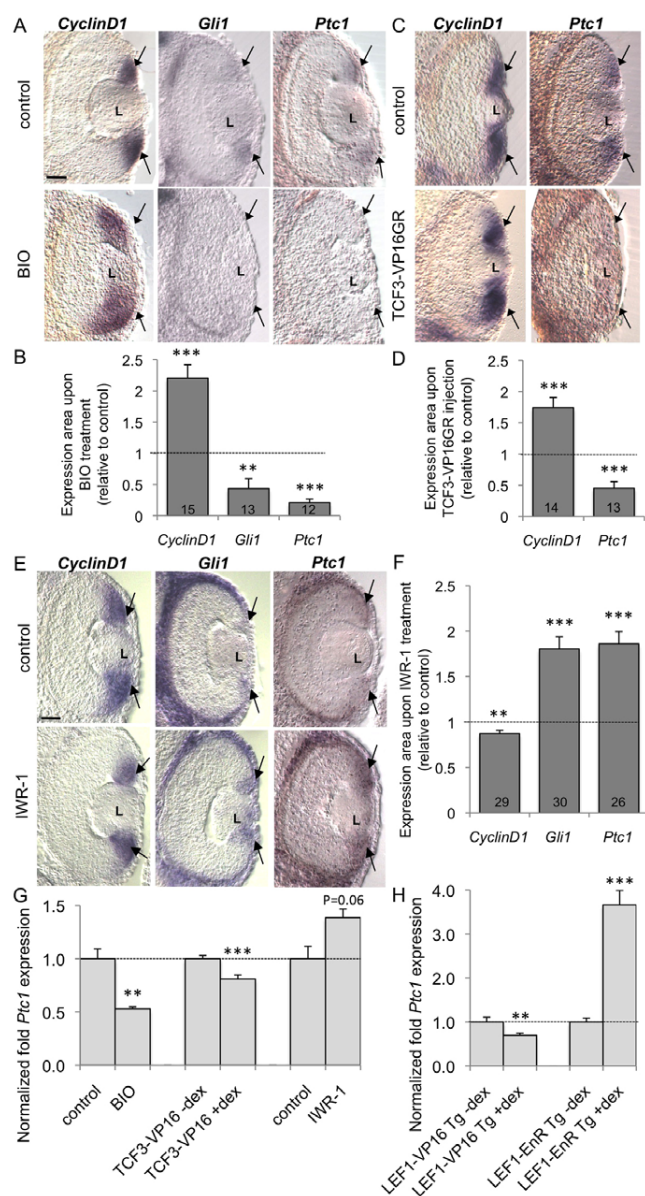 A
CyclinD1 Gli1 Ptc1
control
L L L
BIO
L L L
B
Expression area upon
BIO treatment
(relative to control)
2.5
2
1.5
1
0.5
0
*** ** ***
15 13 12
CyclinD1 Gli1 Ptc1
C
CyclinD1 Ptc1
control
L L
TCF3-VP16GR
L L
D
Expression area upon
TCF3-VP16GR injection
(relative to control)
2.5
2
1.5
1
0.5
0
*** ***
14 13
CyclinD1 Ptc1
E
CyclinD1 Gli1 Ptc1
control
L L L
IWR-1
L L L
F
Expression area upon IWR-1 treatment
(relative to control)
2.5
2
1.5
1
0.5
0
** *** ***
29 30 26
CyclinD1 Gli1 Ptc1
G
Normalized fold Ptc1 expression
1.5
1.0
0.5
0.0
** *** P=0.06
control
BIO
TCF3-VP16 -dex
TCF3-VP16 +dex
control
IWR-1
H
Normalized fold Ptc1 expression
4.0
3.0
2.0
1.0
0.0
** ***
LEF1-VP16 Tg -dex
LEF1-VP16 Tg +dex
LEF1-EnR Tg -dex
LEF1-EnR Tg +dex